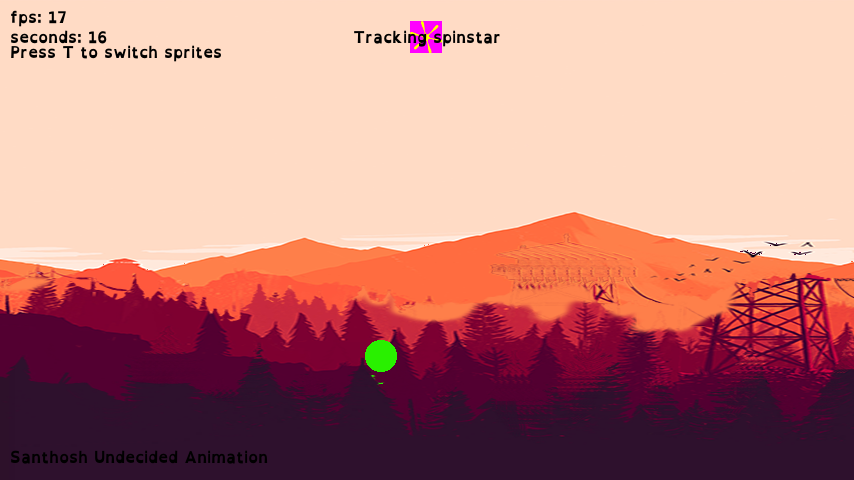 fps: 17
seconds: 16
Press T to switch sprites
Tracking spinstar
Santhosh Undecided Animation